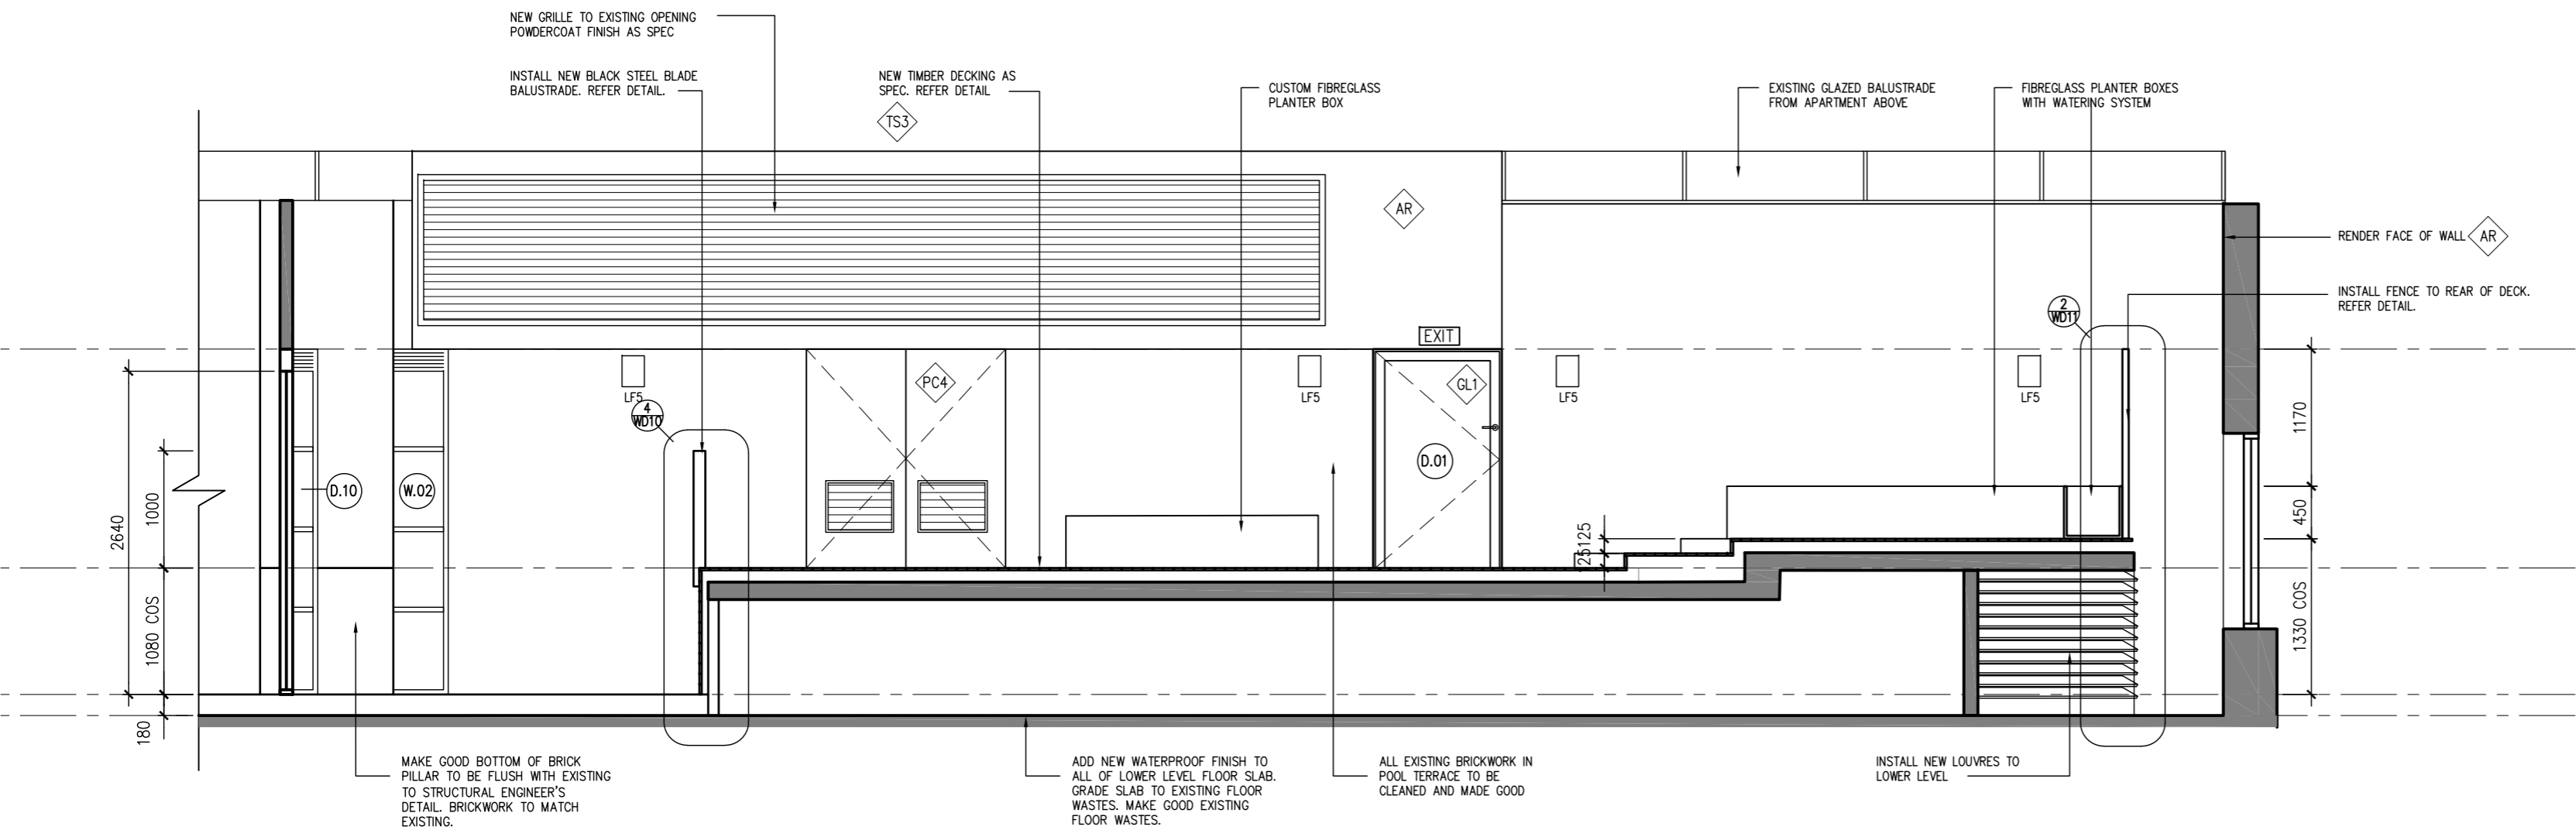 NEW GRILLE TO EXISTING OPENING
POWDERCOAT FINISH AS SPEC
INSTALL NEW BLACK STEEL BLADE
BALUSTRADE. REFER DETAIL.
NEW TIMBER DECKING AS
SPEC. REFER DETAIL
TS3
CUSTOM FIBREGLASS
PLANTER BOX
EXISTING GLAZED BALUSTRADE
FROM APARTMENT ABOVE
FIBREGLASS PLANTER BOXES
WITH WATERING SYSTEM
AR
RENDER FACE OF WALL
AR
INSTALL FENCE TO REAR OF DECK.
REFER DETAIL.
2
WD11
EXIT
LF5
4
WD10
PC4
LF5
GL1
LF5
LF5
D.10
W.02
D.01
2640
1000
1080 COS
180
125
125
1170
450
1330 COS
MAKE GOOD BOTTOM OF BRICK
PILLAR TO BE FLUSH WITH EXISTING
TO STRUCTURAL ENGINEER'S
DETAIL. BRICKWORK TO MATCH
EXISTING.
ADD NEW WATERPROOF FINISH TO
ALL OF LOWER LEVEL FLOOR SLAB.
GRADE SLAB TO EXISTING FLOOR
WASTES. MAKE GOOD EXISTING
FLOOR WASTES.
ALL EXISTING BRICKWORK IN
POOL TERRACE TO BE
CLEANED AND MADE GOOD
INSTALL NEW LOUVRES TO
LOWER LEVEL